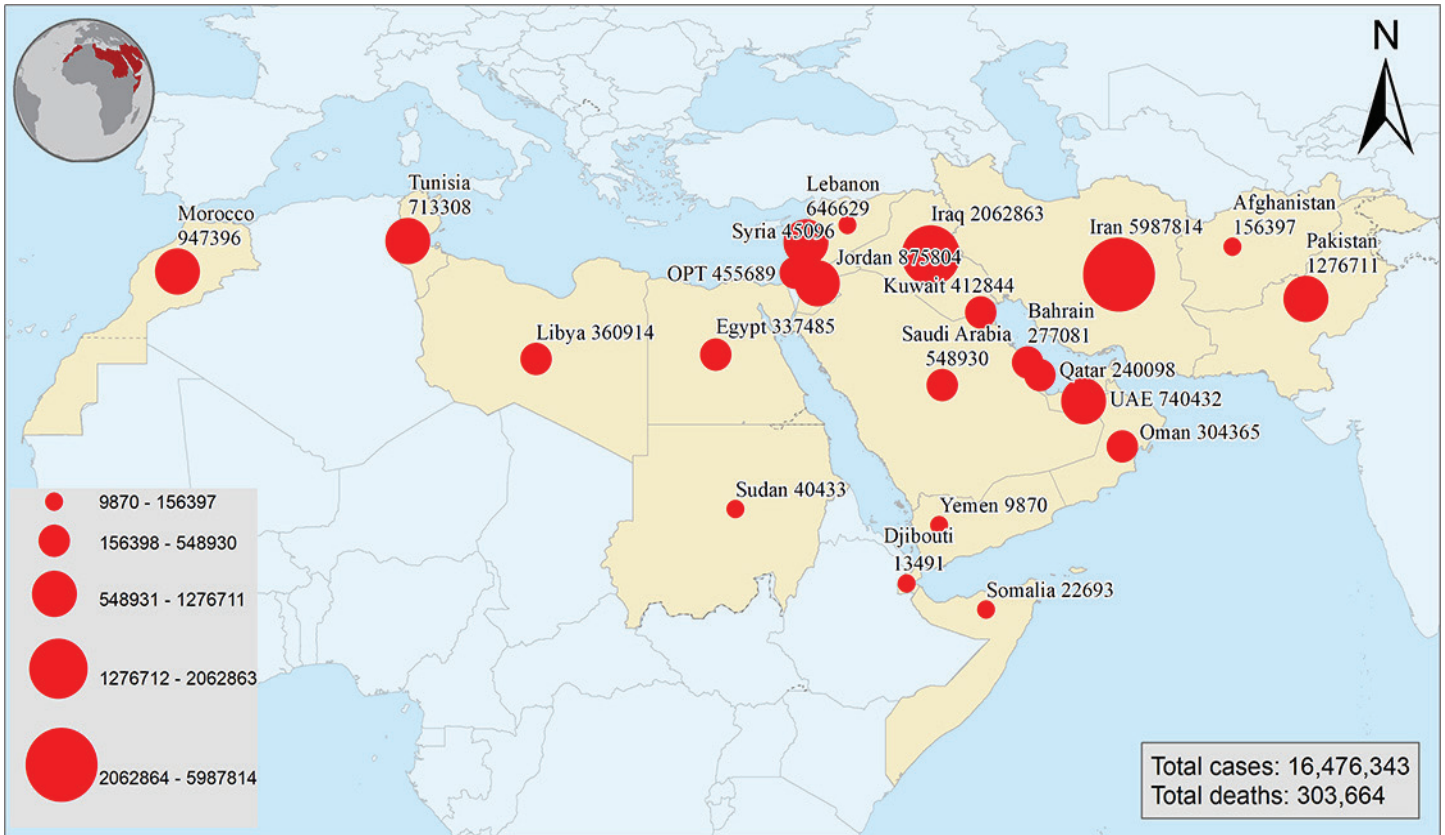 N
Tunisia
713308
Morocco
947396
Lebanon
646629
Syria 45096
Iraq 2062863
Iran 5987814
Afghanistan
156397
Pakistan
1276711
OPT 455689
Jordan 875804
Kuwait 412844
Bahrain
277081
Libya 360914
Egypt 337485
Saudi Arabia
548930
Qatar 240098
UAE 740432
Oman 304365
Sudan 40433
Yemen 9870
Djibouti
13491
Somalia 22693
9870 - 156397
156398 - 548930
548931 - 1276711
1276712 - 2062863
2062864 - 5987814
Total cases: 16,476,343
Total deaths: 303,664